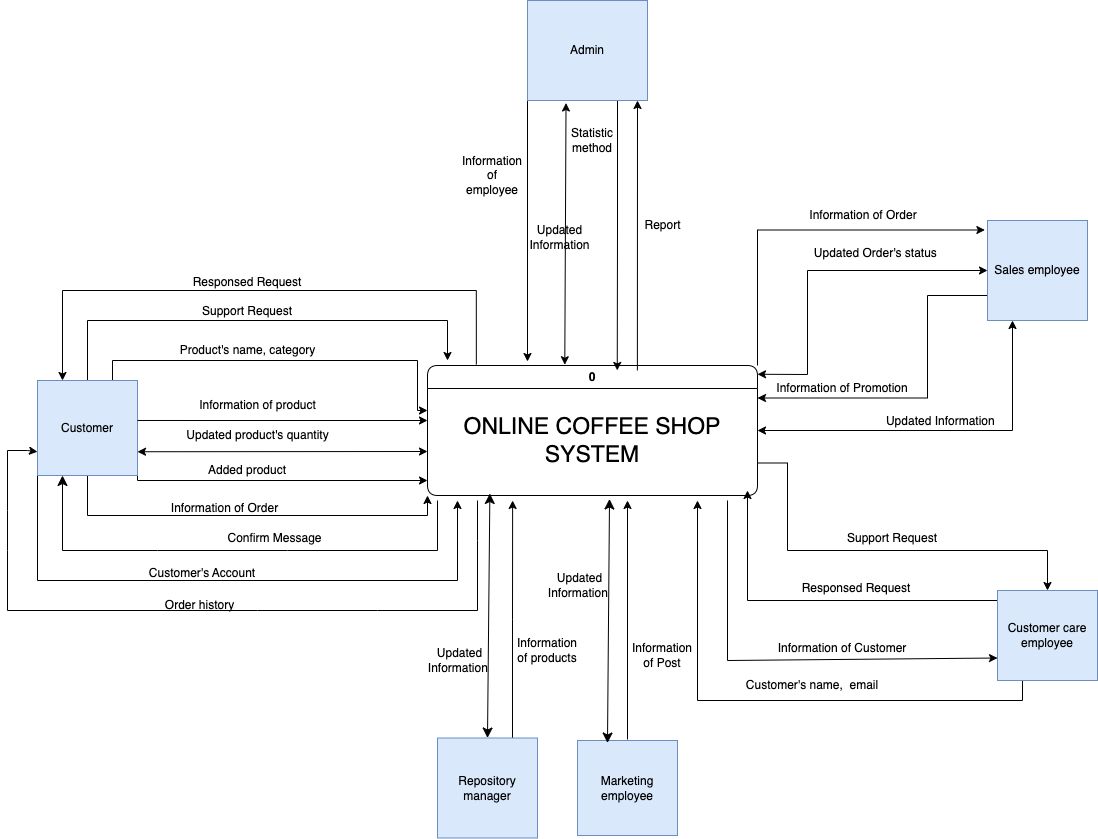 Admin
Statistic
method
Information
of
employee
Updated
Information
Report
Information of Order
Updated Order's status
Sales employee
Information of Promotion
Updated Information
Responsed Request
Support Request
Product's name, category
Information of product
Customer
Updated product's quantity
Added product
Information of Order
Confirm Message
Customer's Account
Order history
0
ONLINE COFFEE SHOP
SYSTEM
Support Request
Responsed Request
Customer care
employee
Information of Customer
Customer's name, email
Updated
Information
Information
of products
Updated
Information
Information
of Post
Repository
manager
Marketing
employee